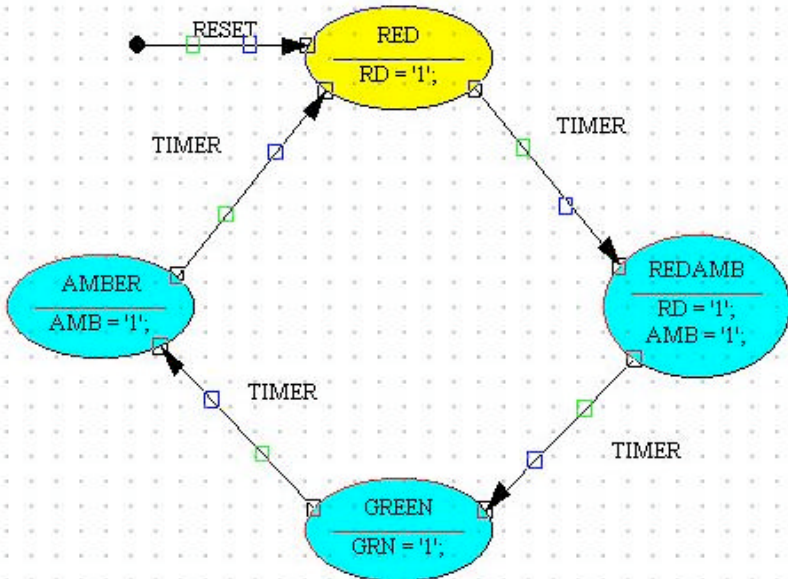 RESET
RED
RD = '1';
TIMER
TIMER
AMBER
AMB = '1';
REDAMB
RD = '1';
AMB = '1';
TIMER
TIMER
GREEN
GRN = '1';